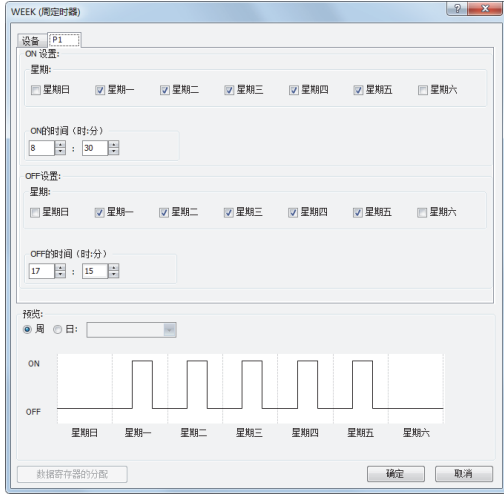 WEEK (周定时器)
设备 P1
ON 设置:
星期:
星期日 星期一 星期二 星期三 星期四 星期五 星期六
ON的时间（时:分）
8 : 30
OFF设置:
星期:
星期日 星期一 星期二 星期三 星期四 星期五 星期六
OFF的时间（时:分）
17 : 15
预览:
周 日:
ON
OFF
星期日 星期一 星期二 星期三 星期四 星期五 星期六
数据寄存器的分配 确定 取消